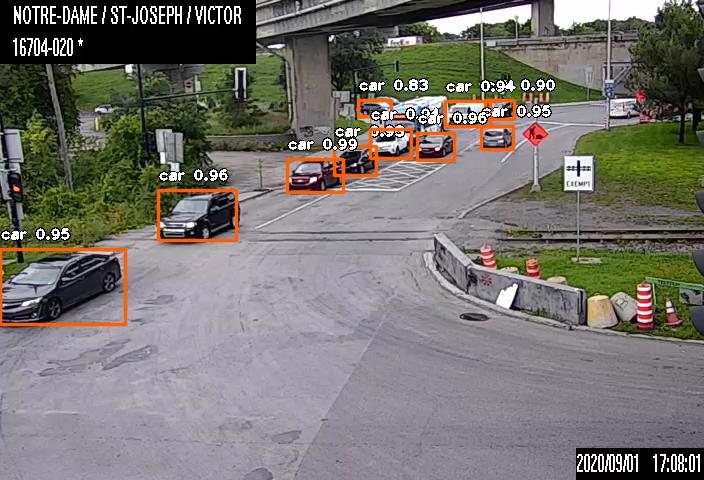 NOTRE-DAME / ST-JOSEPH / VICTOR
16704-020 *
car 0.83
car 0.94
0.90
car
0.95
car 0.96
car
car 0.99
car 0.96
car 0.95
EXEMPT
2020/09/01 17:08:01